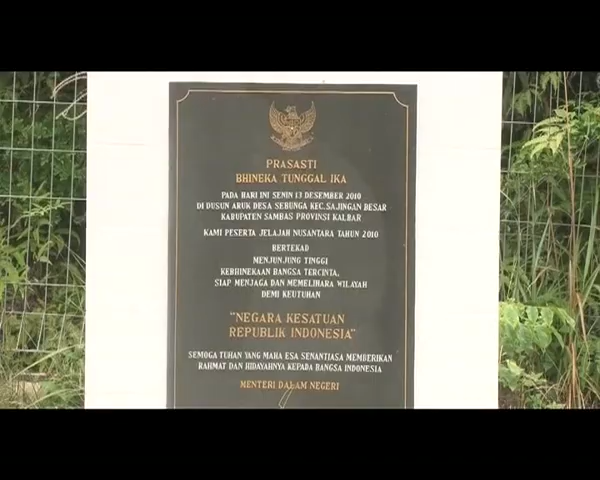 PRASASTI
BHINEKA TUNGGAL IKA
PADA HARI INI SENIN 13 DESEMBER 2010
DI DUSUN ARUK DESA SEBUNGA KEC.SAJINGAN BESAR
KABUPATEN SAMBAS PROVINSI KALBAR
KAMI PESERTA JELAJAH NUSANTARA TAHUN 2010
BERTEKAD
MENJUNJUNG TINGGI
KEBHINEKAAN BANGSA TERCINTA,
SIAP MENJAGA DAN MEMELIHARA WILAYAH
DEMI KEUTUHAN
"NEGARA KESATUAN
REPUBLIK INDONESIA"
SEMOGA TUHAN YANG MAHA ESA SENANTIASA MEMBERIKAN
RAHMAT DAN HIDAYAHNYA KEPADA BANGSA INDONESIA
MENTERI DALAM NEGERI